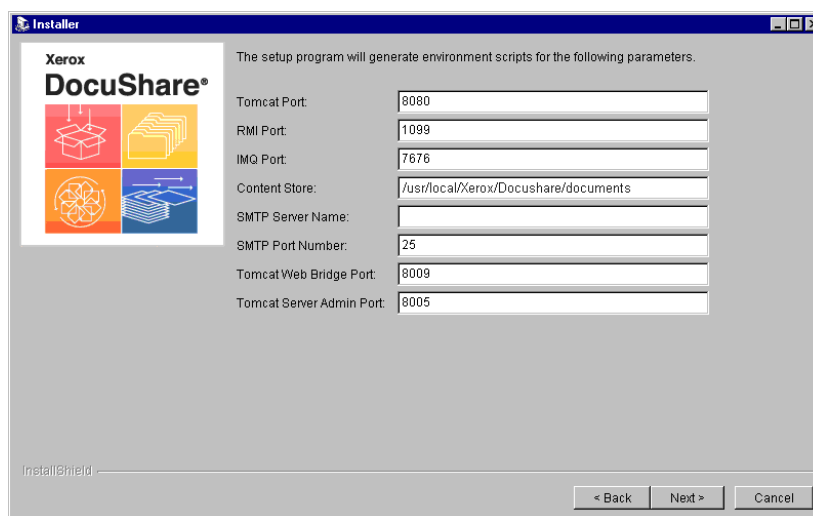 Installer
Xerox
DocuShare®
The setup program will generate environment scripts for the following parameters.
Tomcat Port: 8080
RMI Port: 1099
IMQ Port: 7676
Content Store: /usr/local/Xerox/Docushare/documents
SMTP Server Name:
SMTP Port Number: 25
Tomcat Web Bridge Port: 8009
Tomcat Server Admin Port: 8005
InstallShield
< Back Next > Cancel